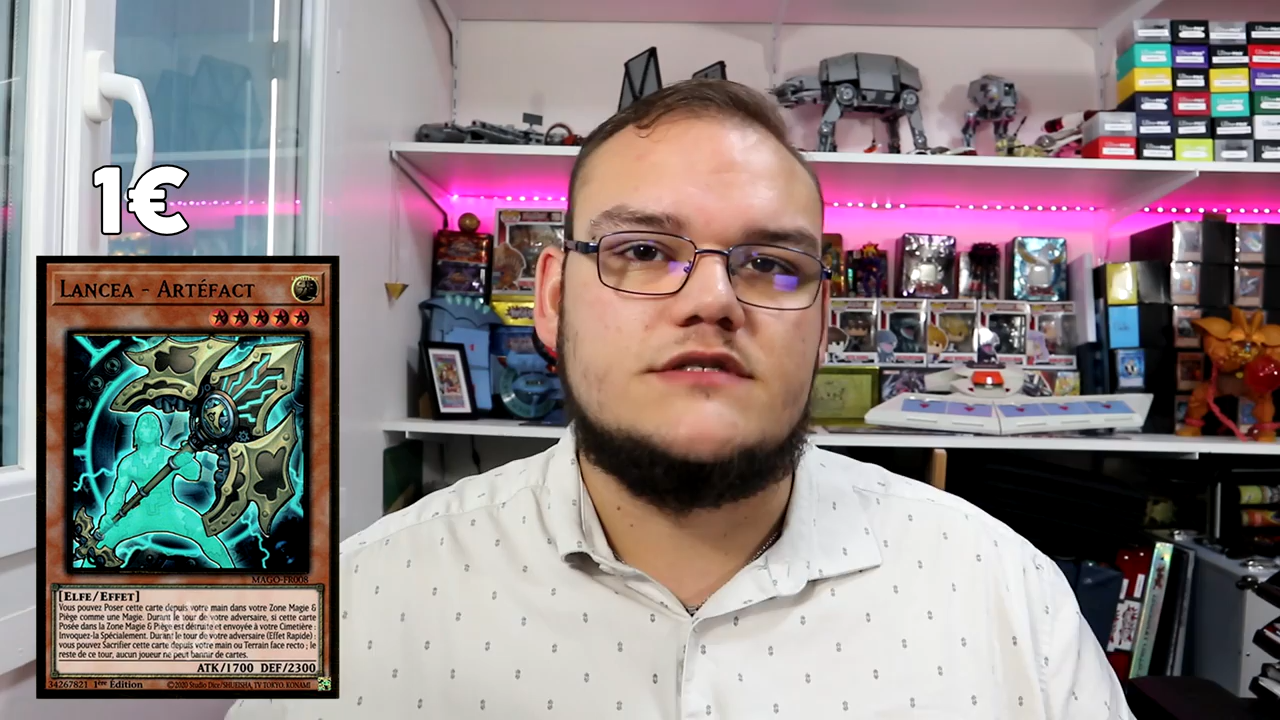 1€
LANCEA - ARTÉFACT
MAGO-FR008
[ELFE/EFFET]
Vous pouvez Poser cette carte depuis votre main dans votre Zone Magie &
Piège comme une Magie. Durant le tour de votre adversaire, si cette carte
Posée dans la Zone Magie & Piège est détruite et envoyée à votre Cimetière :
Invoquez-la Spécialement. Durant le tour de votre adversaire (Effet Rapide) :
vous pouvez Sacrifier cette carte depuis votre main ou Terrain face recto ; le
reste de ce tour, aucun joueur ne peut bannir de cartes.
ATK/1700 DEF/2300
34267821 1ère Édition ©2020 Studio Dice/SHUEISHA, TV TOKYO, KONAMI